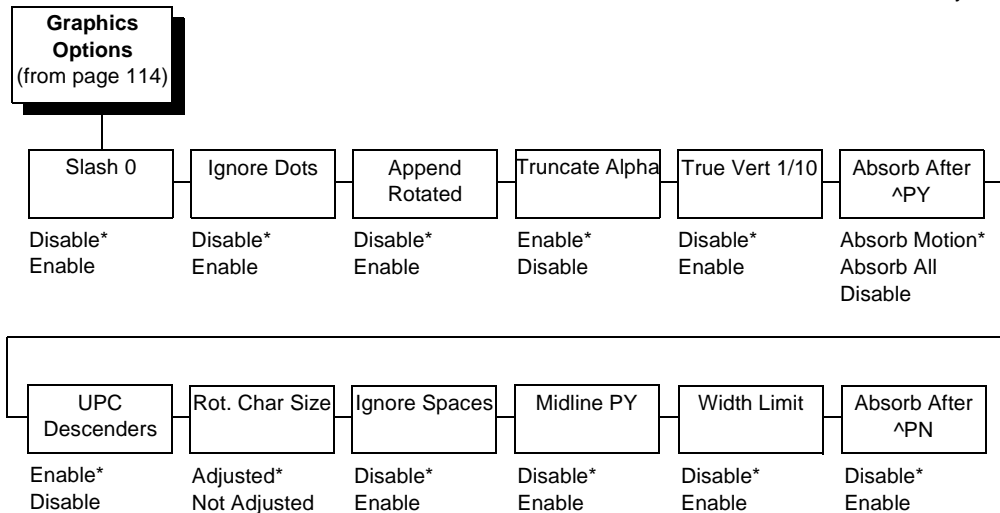 Graphics
Options
(from page 114)
Slash 0
Disable*
Enable
Ignore Dots
Disable*
Enable
Append
Rotated
Disable*
Enable
Truncate Alpha
Enable*
Disable
True Vert 1/10
Disable*
Enable
Absorb After
^PY
Absorb Motion*
Absorb All
Disable
UPC
Descenders
Enable*
Disable
Rot. Char Size
Adjusted*
Not Adjusted
Ignore Spaces
Disable*
Enable
Midline PY
Disable*
Enable
Width Limit
Disable*
Enable
Absorb After
^PN
Disable*
Enable